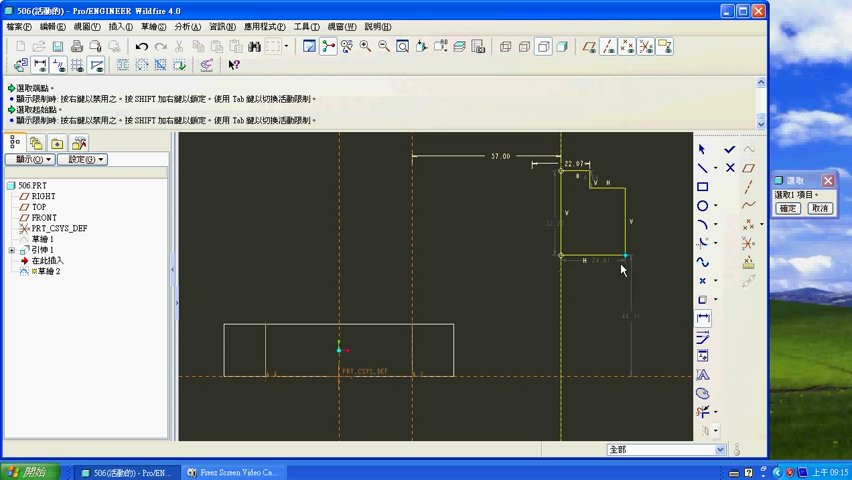 506(活動的) - Pro/ENGINEER Wildfire 4.0
檔案(F) 編輯(E) 視圖(V) 插入(I) 草繪(S) 分析(A) 資訊(N) 應用程式(P) 工具(T) 視窗(W) 說明(H)
選取端點。
顯示限制時: 按右鍵以禁用之。按 SHIFT 加右鍵以鎖定。使用 Tab 鍵以切換活動限制。
選取起始點。
顯示限制時: 按右鍵以禁用之。按 SHIFT 加右鍵以鎖定。使用 Tab 鍵以切換活動限制。
顯示(O) 設定(G)
506.PRT
RIGHT
TOP
FRONT
PRT_CSYS_DEF
草繪 1
引伸 1
在此插入
※草繪 2
57.00
22.07
H
V H
V
V
H
PRT_CSYS_DEF
選取
選取1 項目。
確定 取消
全部
開始
506(活動的) - Pro/EN...
Freez Screen Video Ca...
上午 09:15